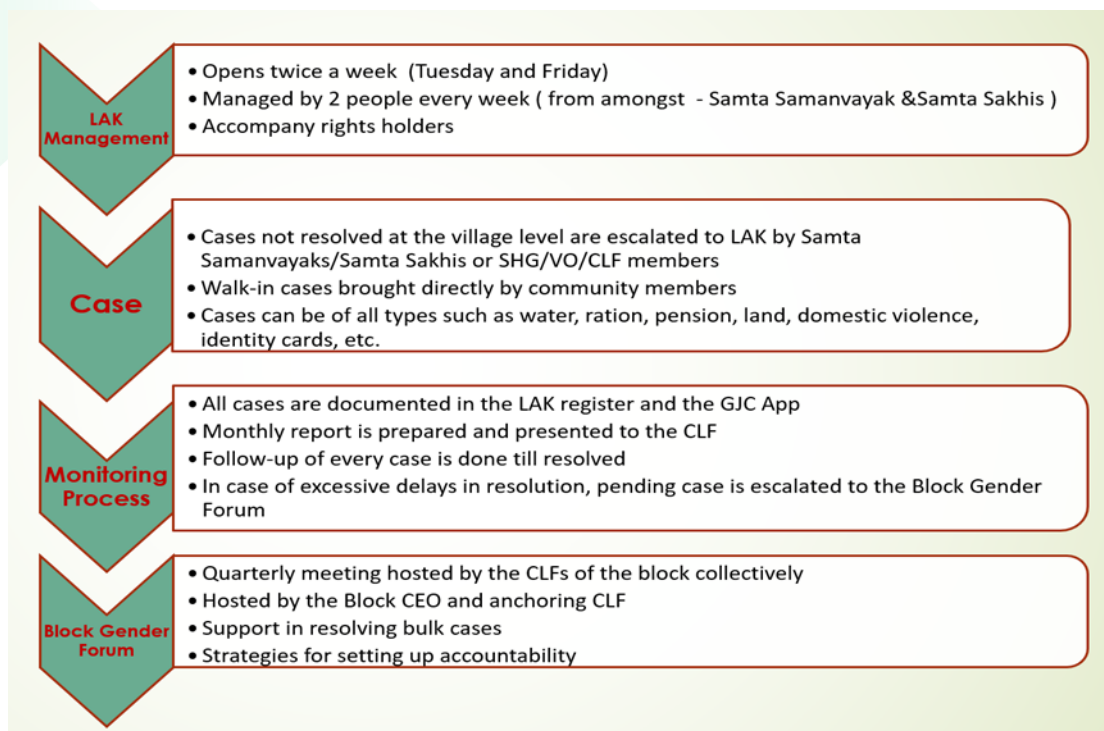 LAK
Management
• Opens twice a week (Tuesday and Friday)
• Managed by 2 people every week ( from amongst - Samta Samanvayak &Samta Sakhis )
• Accompany rights holders
Case
• Cases not resolved at the village level are escalated to LAK by Samta
Samanvayaks/Samta Sakhis or SHG/VO/CLF members
• Walk-in cases brought directly by community members
• Cases can be of all types such as water, ration, pension, land, domestic violence,
identity cards, etc.
Monitoring
Process
• All cases are documented in the LAK register and the GJC App
• Monthly report is prepared and presented to the CLF
• Follow-up of every case is done till resolved
• In case of excessive delays in resolution, pending case is escalated to the Block Gender
Forum
Block Gender
Forum
• Quarterly meeting hosted by the CLFs of the block collectively
• Hosted by the Block CEO and anchoring CLF
• Support in resolving bulk cases
• Strategies for setting up accountability